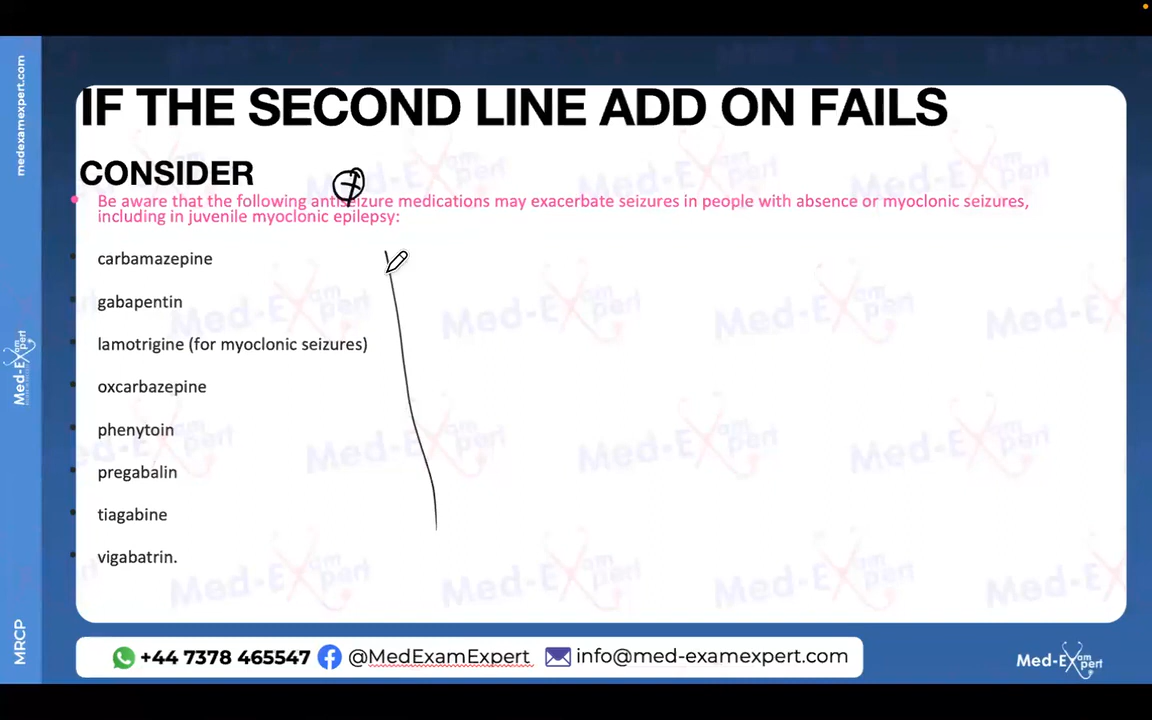 medexamexpert.com
IF THE SECOND LINE ADD ON FAILS
CONSIDER
Be aware that the following antiseizure medications may exacerbate seizures in people with absence or myoclonic seizures,
including in juvenile myoclonic epilepsy:
carbamazepine
gabapentin
lamotrigine (for myoclonic seizures)
oxcarbazepine
phenytoin
pregabalin
tiagabine
vigabatrin.
Med-Exam Expert
MRCP
+44 7378 465547 @MedExamExpert info@med-examexpert.com
Med-Exam Expert